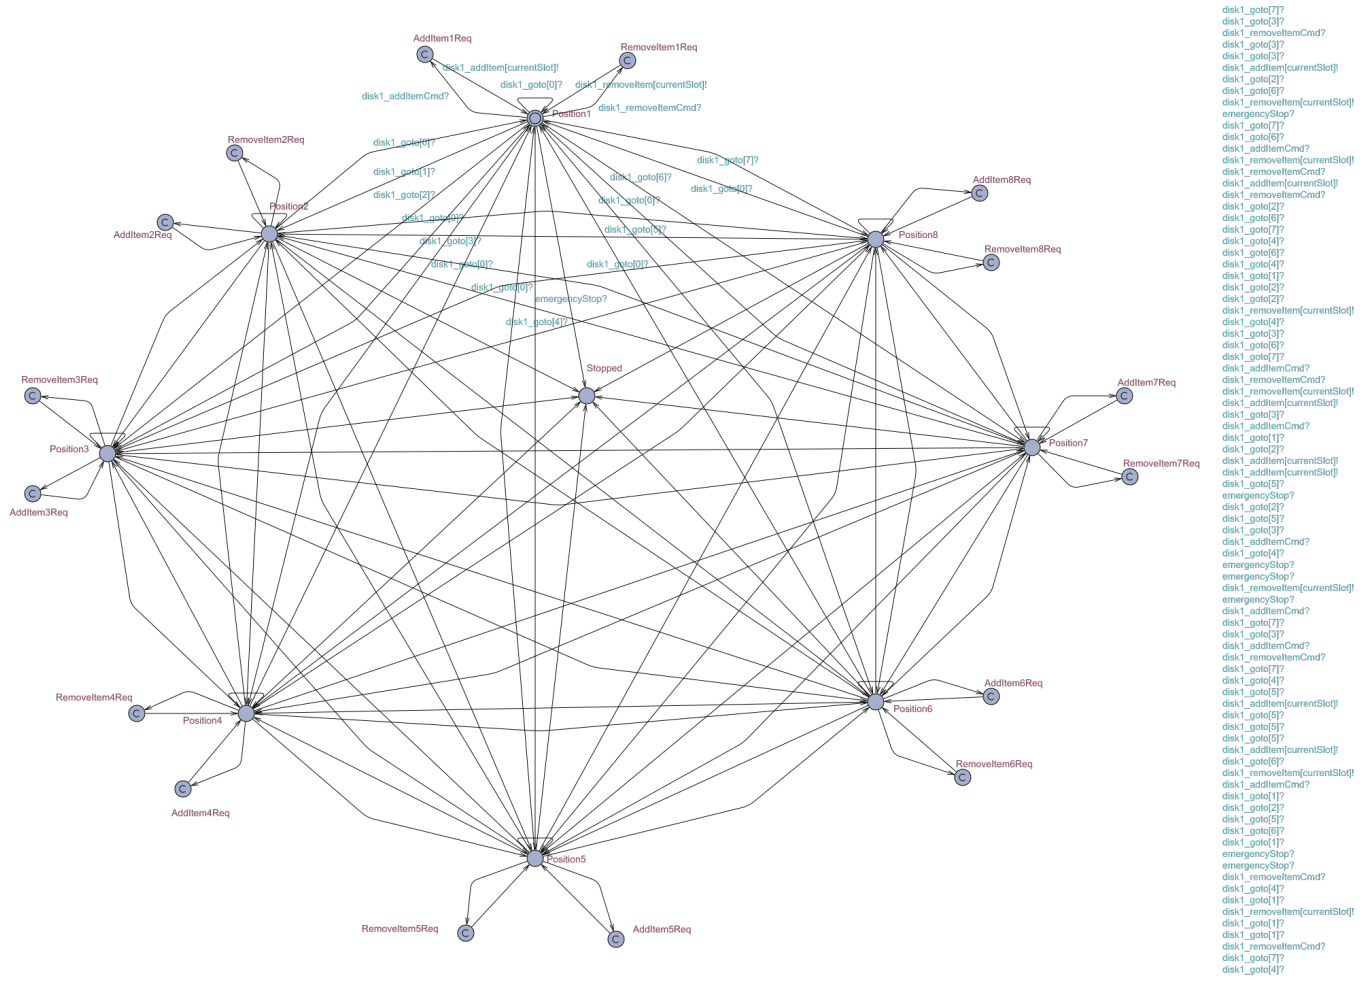 AddItem1Req
RemoveItem1Req
disk1_addItem[currentSlot]!
disk1_goto[0]?
disk1_removeItem[currentSlot]!
disk1_addItemCmd?
disk1_removeItemCmd?
Position1
RemoveItem2Req
disk1_goto[0]?
disk1_goto[7]?
disk1_goto[1]?
disk1_goto[6]?
AddItem8Req
disk1_goto[0]?
disk1_goto[2]?
disk1_goto[0]?
Position2
disk1_goto[0]?
AddItem2Req
disk1_goto[5]?
Position8
disk1_goto[3]?
RemoveItem8Req
disk1_goto[0]?
disk1_goto[0]?
disk1_goto[0]?
emergencyStop?
disk1_goto[4]?
Stopped
RemoveItem3Req
AddItem7Req
Position3
Position7
RemoveItem7Req
AddItem3Req
AddItem6Req
RemoveItem4Req
Position4
Position6
RemoveItem6Req
AddItem4Req
Position5
RemoveItem5Req
AddItem5Req
disk1_goto[7]?
disk1_goto[3]?
disk1_removeItemCmd?
disk1_goto[3]?
disk1_goto[3]?
disk1_addItem[currentSlot]!
disk1_goto[2]?
disk1_goto[6]?
disk1_removeItem[currentSlot]!
emergencyStop?
disk1_goto[7]?
disk1_goto[6]?
disk1_addItemCmd?
disk1_removeItem[currentSlot]!
disk1_removeItemCmd?
disk1_addItem[currentSlot]!
disk1_removeItemCmd?
disk1_goto[2]?
disk1_goto[6]?
disk1_goto[7]?
disk1_goto[4]?
disk1_goto[6]?
disk1_goto[4]?
disk1_goto[1]?
disk1_goto[2]?
disk1_goto[2]?
disk1_removeItem[currentSlot]!
disk1_goto[4]?
disk1_goto[3]?
disk1_goto[6]?
disk1_goto[7]?
disk1_addItemCmd?
disk1_removeItemCmd?
disk1_removeItem[currentSlot]!
disk1_addItem[currentSlot]!
disk1_goto[3]?
disk1_addItemCmd?
disk1_goto[1]?
disk1_goto[2]?
disk1_addItem[currentSlot]!
disk1_addItem[currentSlot]!
disk1_goto[5]?
emergencyStop?
disk1_goto[2]?
disk1_goto[5]?
disk1_goto[3]?
disk1_addItemCmd?
disk1_goto[4]?
emergencyStop?
emergencyStop?
disk1_removeItem[currentSlot]!
emergencyStop?
disk1_addItemCmd?
disk1_goto[7]?
disk1_goto[3]?
disk1_addItemCmd?
disk1_removeItemCmd?
disk1_goto[7]?
disk1_goto[4]?
disk1_goto[5]?
disk1_addItem[currentSlot]!
disk1_goto[5]?
disk1_goto[5]?
disk1_goto[5]?
disk1_addItem[currentSlot]!
disk1_goto[6]?
disk1_removeItem[currentSlot]!
disk1_addItemCmd?
disk1_goto[1]?
disk1_goto[2]?
disk1_goto[5]?
disk1_goto[6]?
disk1_goto[1]?
emergencyStop?
emergencyStop?
disk1_removeItemCmd?
disk1_goto[4]?
disk1_goto[1]?
disk1_removeItem[currentSlot]!
disk1_goto[1]?
disk1_goto[1]?
disk1_removeItemCmd?
disk1_goto[7]?
disk1_goto[4]?